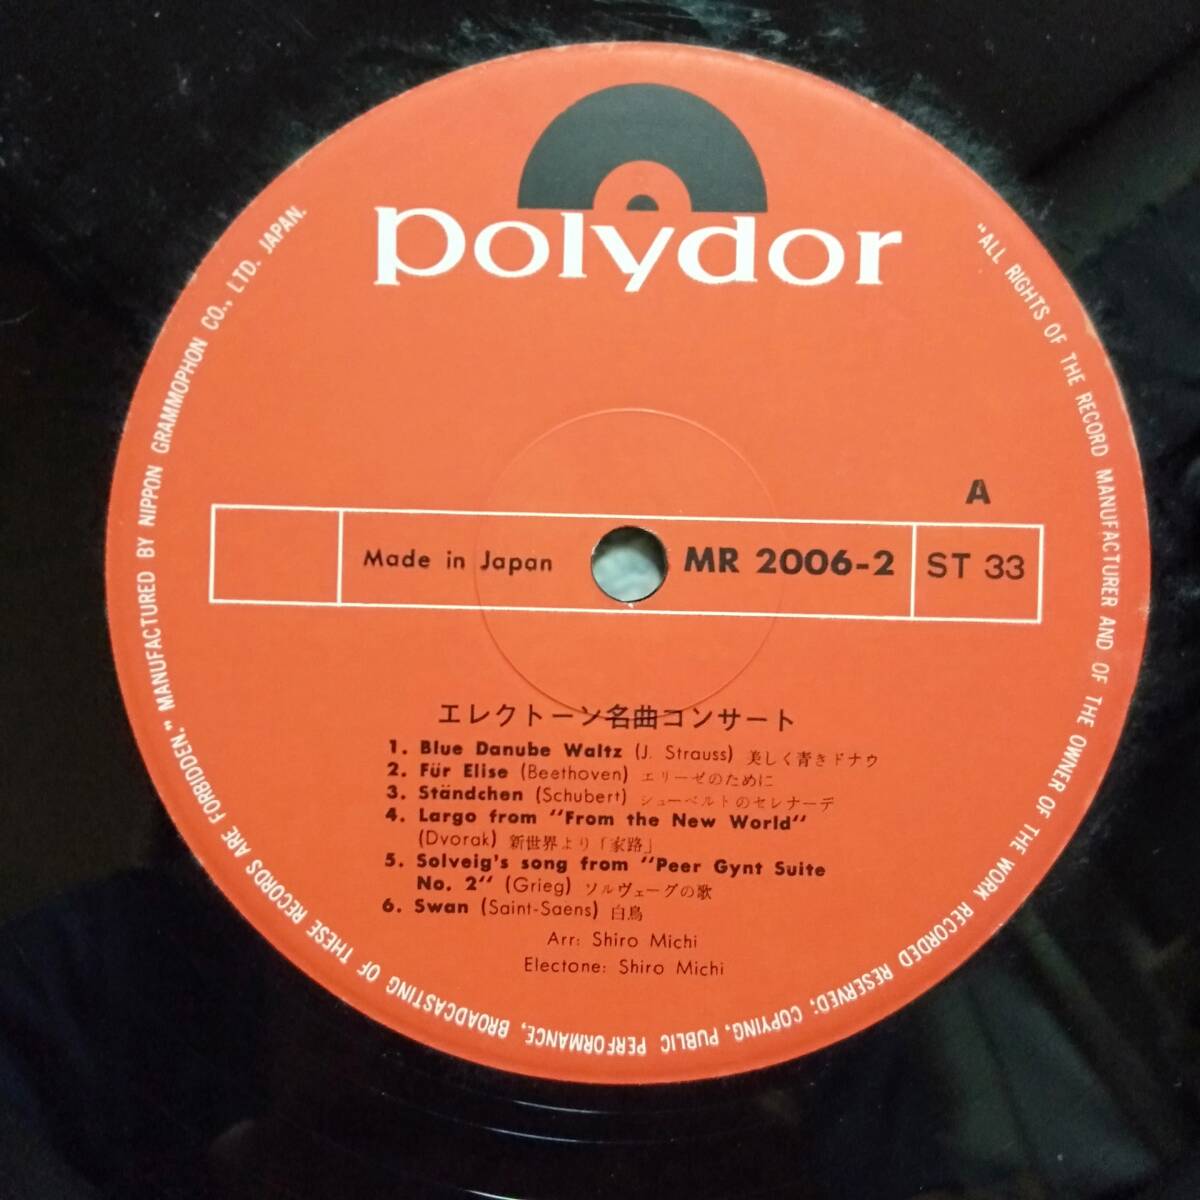 polydor
A
Made in Japan
MR 2006-2
ST 33
エレクトーン名曲コンサート
1. Blue Danube Waltz (J. Strauss) 美しく青きドナウ
2. Für Elise (Beethoven) エリーゼのために
3. Ständchen (Schubert) シューベルトのセレナーデ
4. Largo from "From the New World"
(Dvorak) 新世界より「家路」
5. Solveig's song from "Peer Gynt Suite
No. 2" (Grieg) ソルヴェーグの歌
6. Swan (Saint-Saens) 白鳥
Arr: Shiro Michi
Electone: Shiro Michi
"ALL RIGHTS OF THE RECORD MANUFACTURER AND OF THE OWNER OF THE WORK RECORDED RESERVED; COPYING, PUBLIC PERFORMANCE, BROADCASTING OF THESE RECORDS ARE FORBIDDEN." MANUFACTURED BY NIPPON GRAMMOPHON CO., LTD. JAPAN.